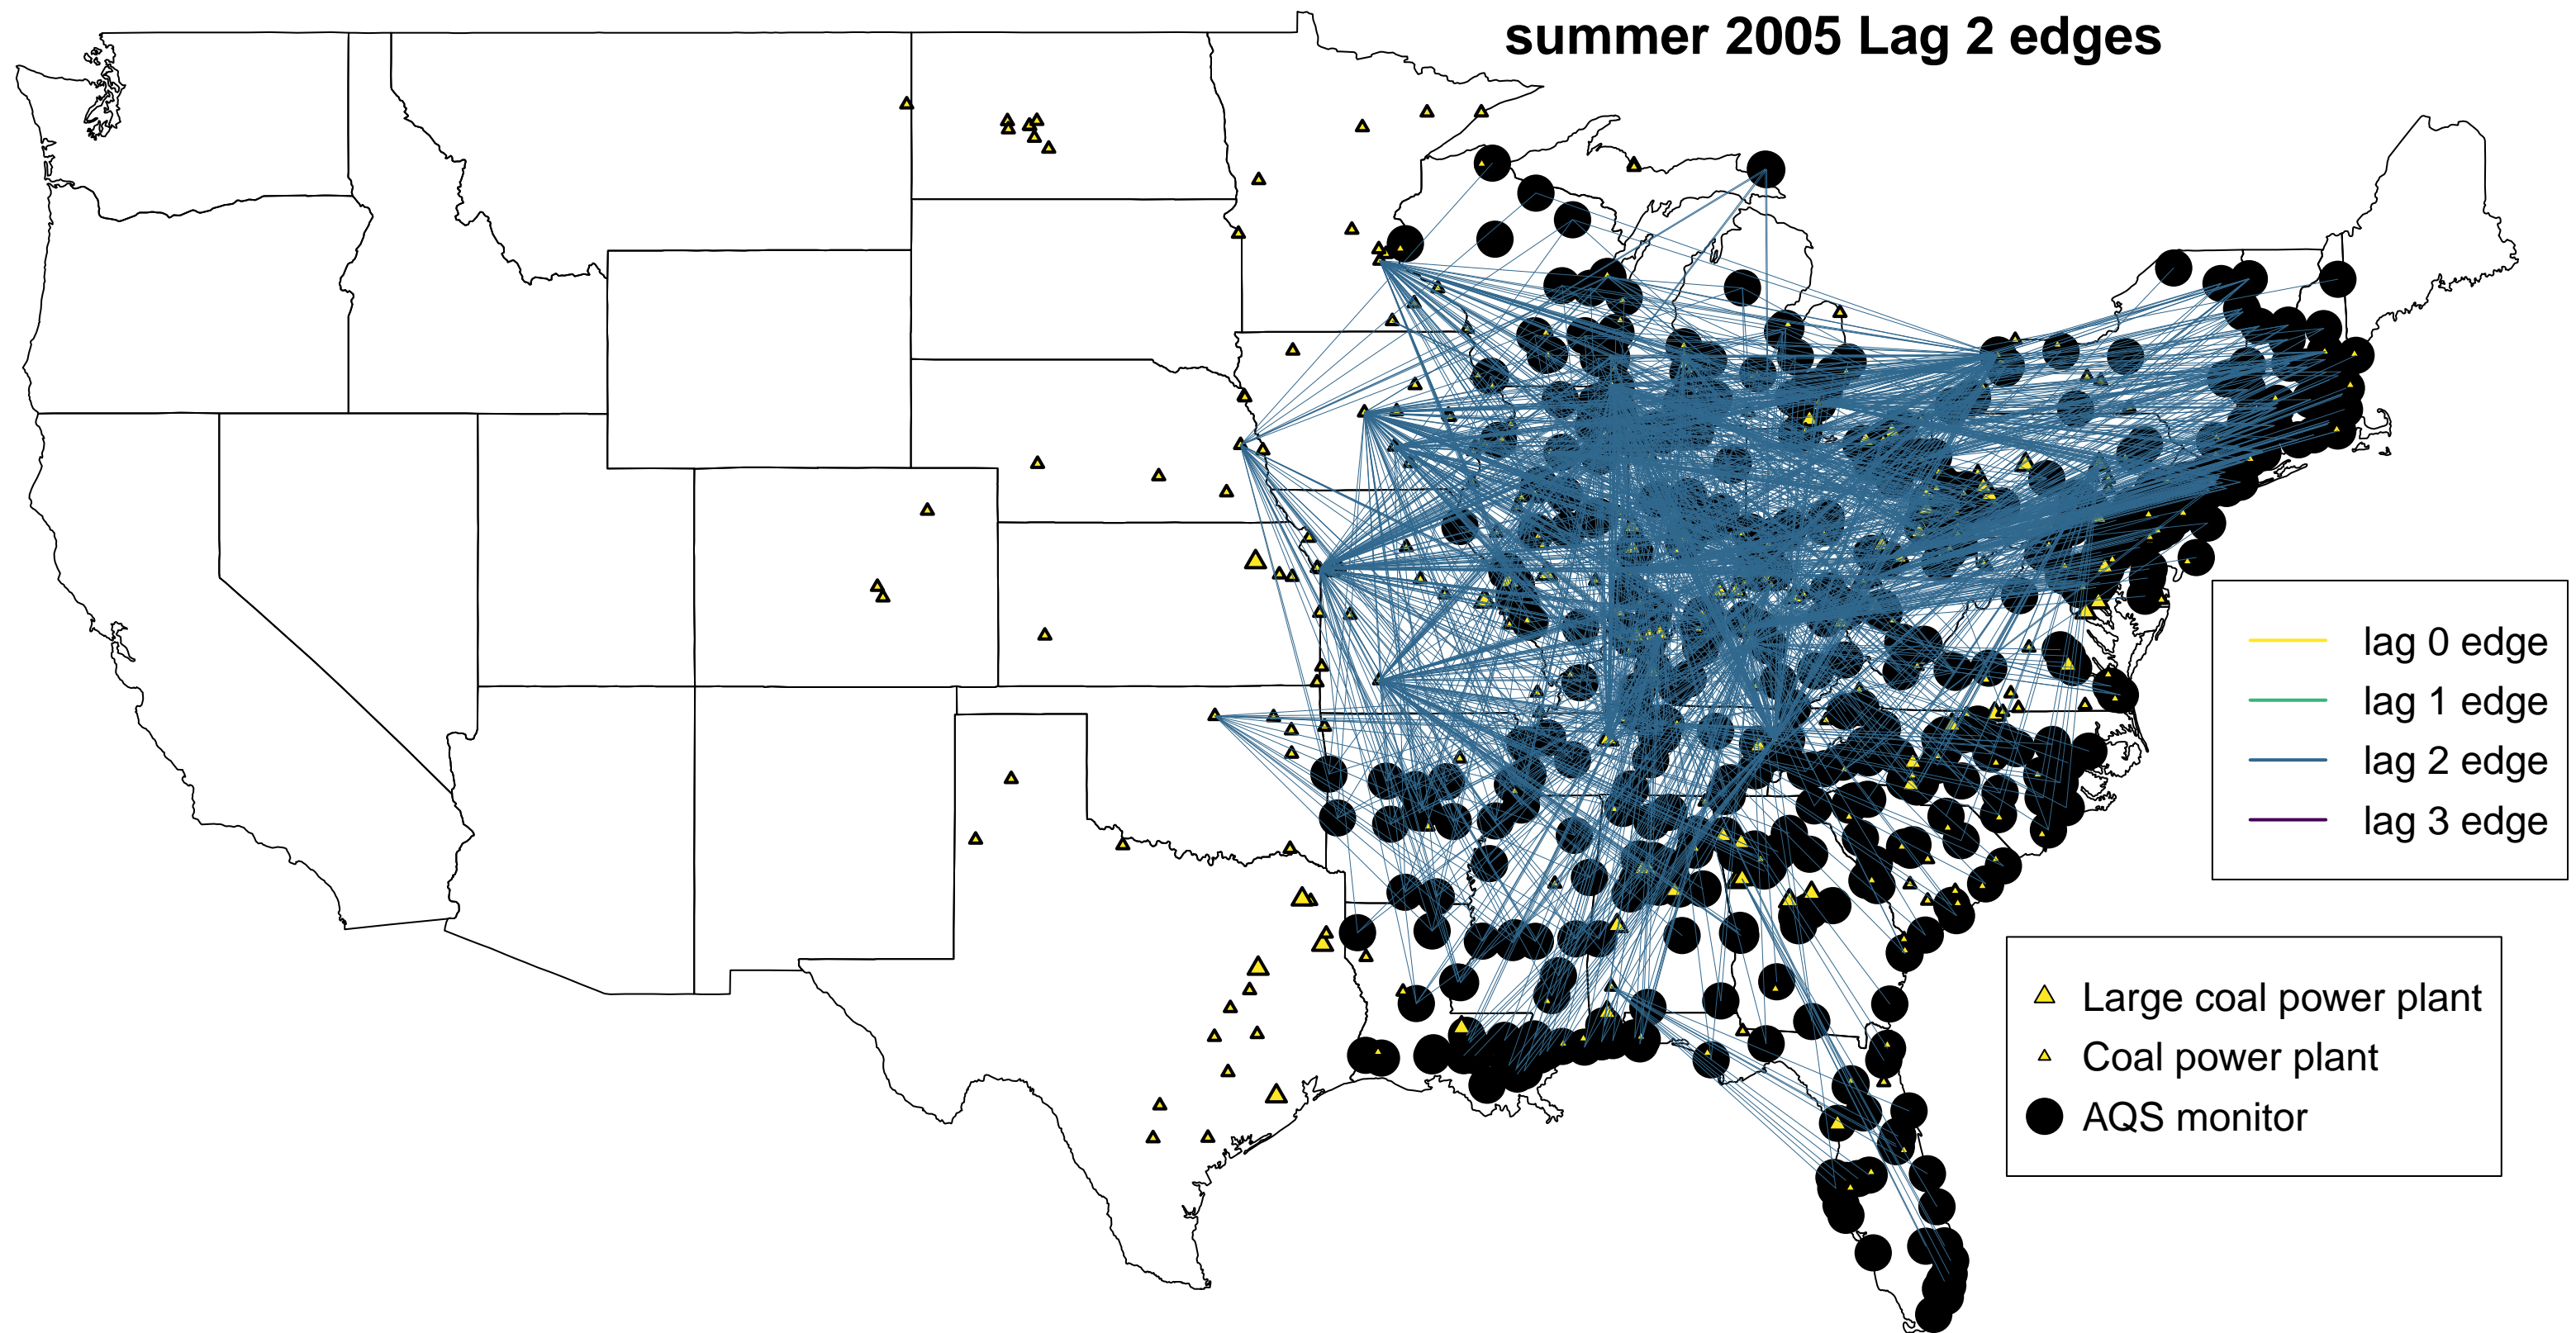 summer 2005 Lag 2 edges
lag 0 edge
lag 1 edge
lag 2 edge
lag 3 edge
Large coal power plant
Coal power plant
AQS monitor